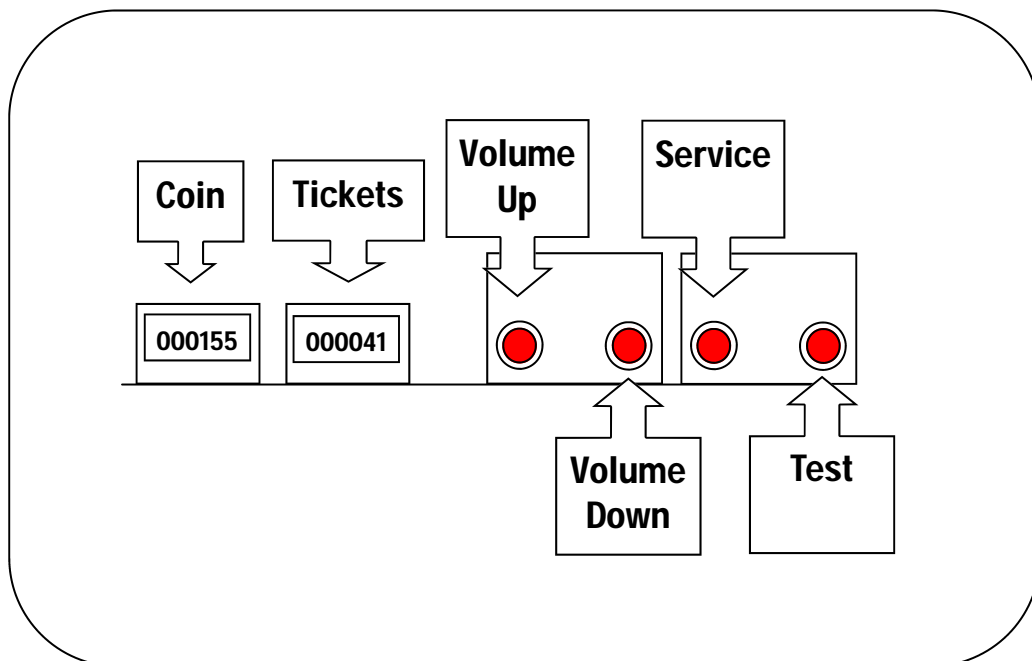 Coin
Tickets
Volume
Up
Service
000155
000041
Volume
Down
Test